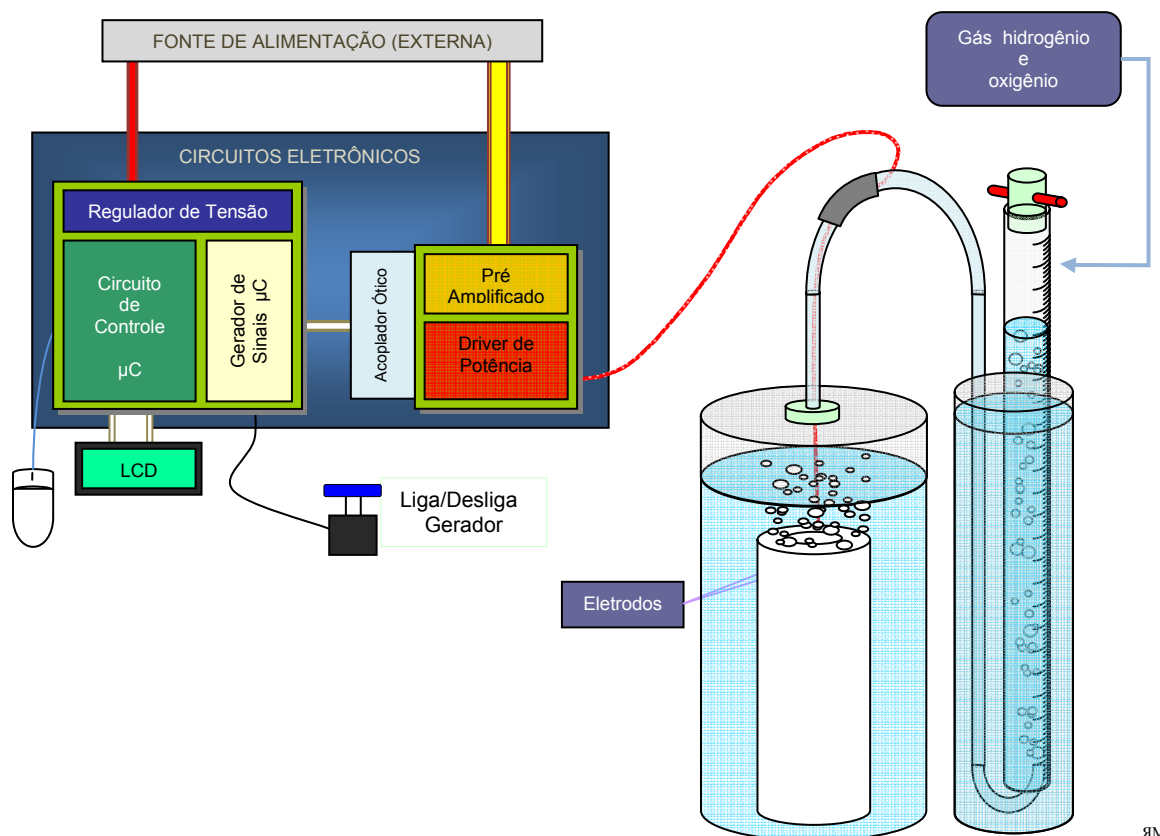 FONTE DE ALIMENTAÇÃO (EXTERNA)
Gás hidrogênio
e
oxigênio
CIRCUITOS ELETRÔNICOS
Regulador de Tensão
Circuito
de
Controle
µC
Gerador de
Sinais µC
Acoplador Ótico
Pré
Amplificado
Driver de
Potência
LCD
Liga/Desliga
Gerador
Eletrodos